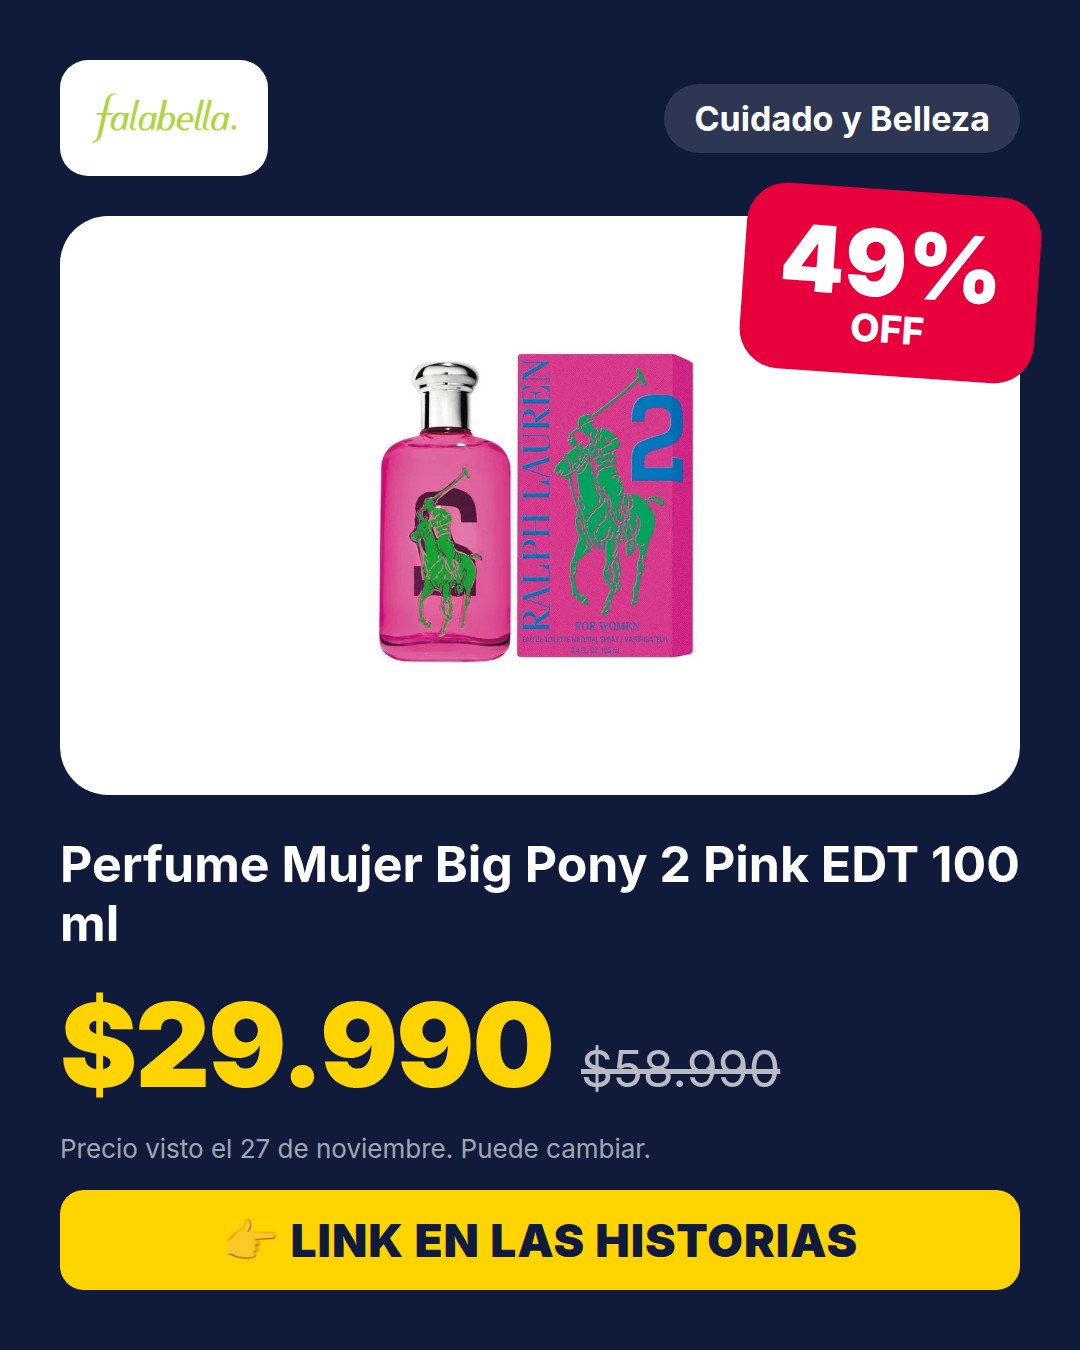 falabella.
Cuidado y Belleza
49%
OFF
RALPH LAUREN
2
2
FOR WOMEN
Perfume Mujer Big Pony 2 Pink EDT 100
ml
$29.990 $58.990
Precio visto el 27 de noviembre. Puede cambiar.
👉 LINK EN LAS HISTORIAS